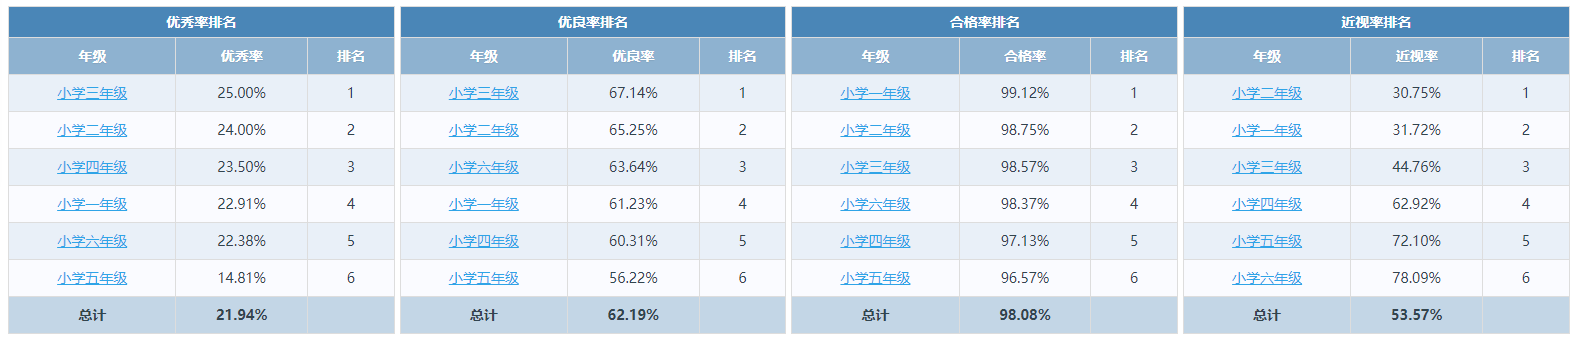 优秀率排名 优良率排名 合格率排名 近视率排名
年级 优秀率 排名 年级 优良率 排名 年级 合格率 排名 年级 近视率 排名
小学三年级 25.00% 1 小学三年级 67.14% 1 小学一年级 99.12% 1 小学二年级 30.75% 1
小学二年级 24.00% 2 小学二年级 65.25% 2 小学二年级 98.75% 2 小学一年级 31.72% 2
小学四年级 23.50% 3 小学六年级 63.64% 3 小学三年级 98.57% 3 小学三年级 44.76% 3
小学一年级 22.91% 4 小学一年级 61.23% 4 小学六年级 98.37% 4 小学四年级 62.92% 4
小学六年级 22.38% 5 小学四年级 60.31% 5 小学四年级 97.13% 5 小学五年级 72.10% 5
小学五年级 14.81% 6 小学五年级 56.22% 6 小学五年级 96.57% 6 小学六年级 78.09% 6
总计 21.94% 总计 62.19% 总计 98.08% 总计 53.57%